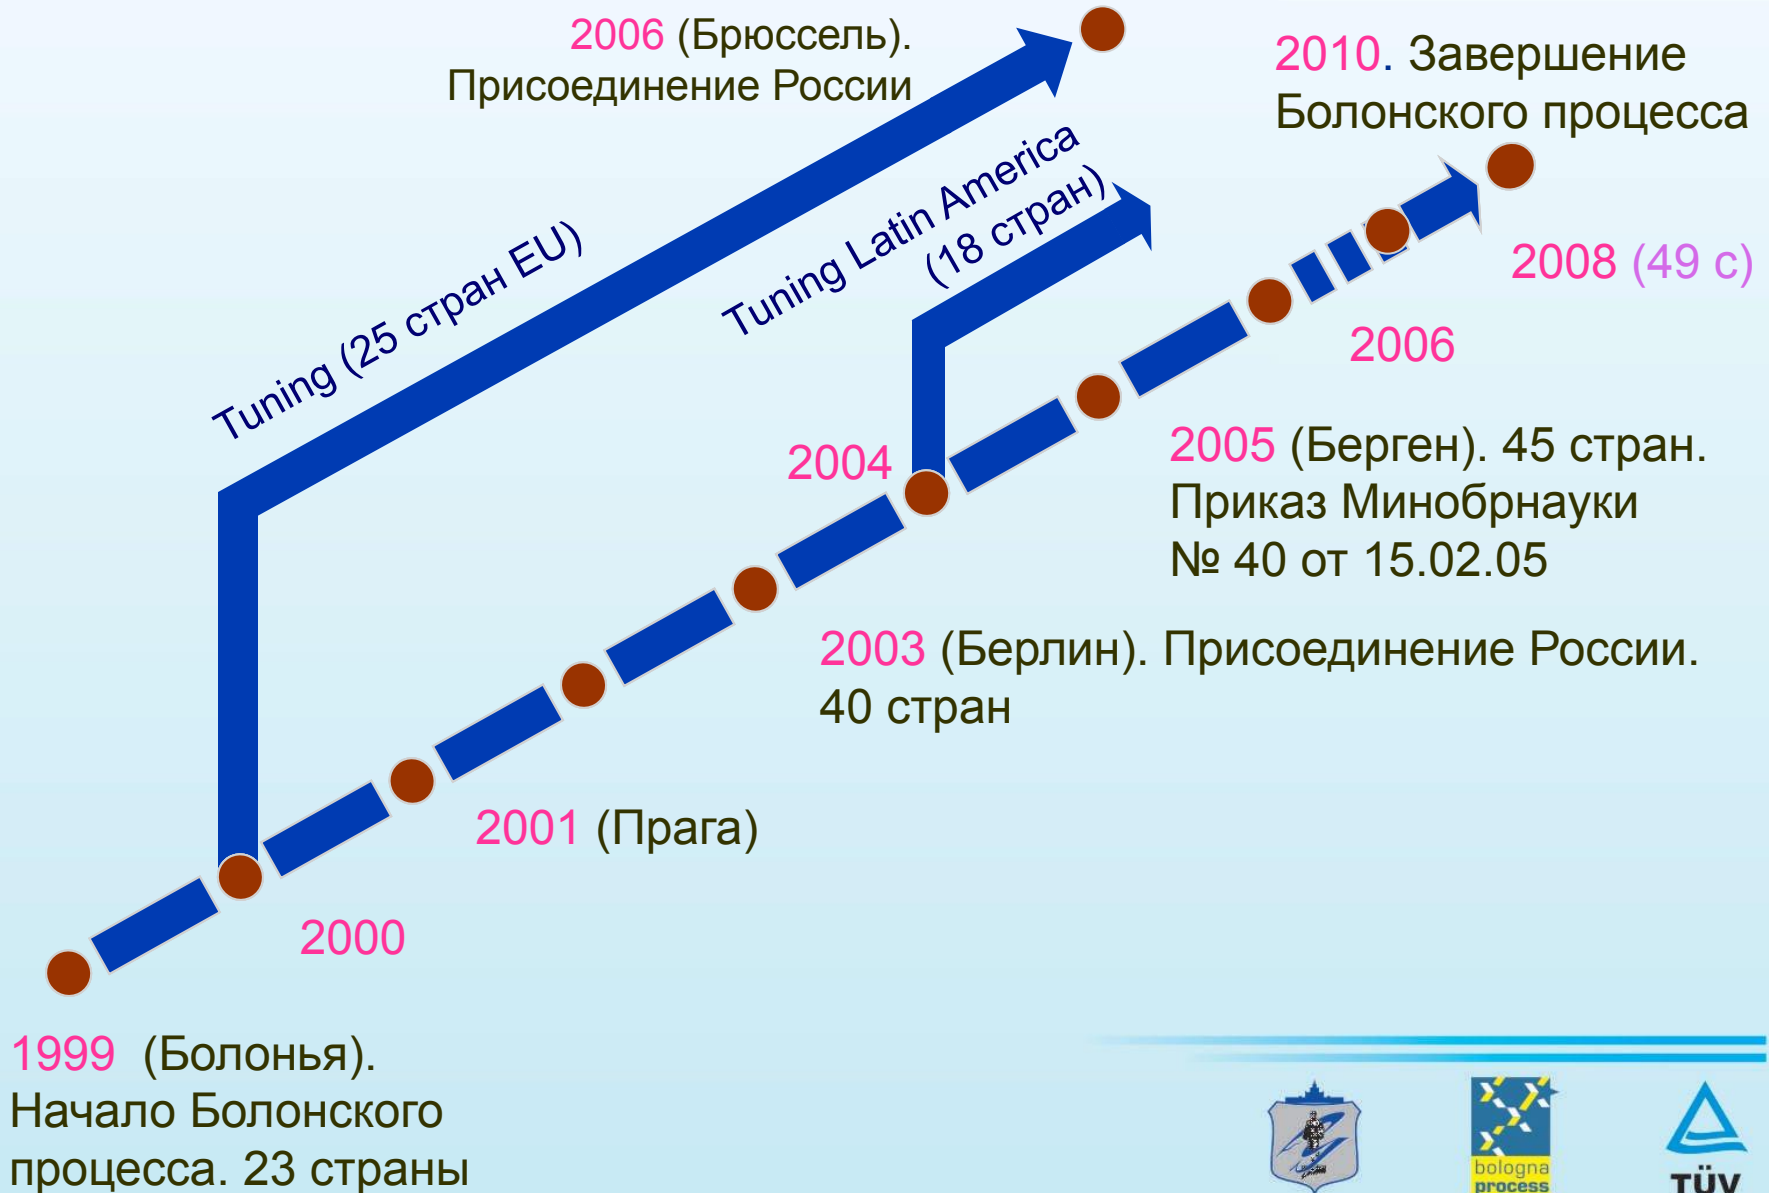 2006 (Брюссель).
Присоединение России
2010. Завершение
Болонского процесса
Tuning (25 стран EU)
Tuning Latin America
(18 стран)
2008 (49 с)
2006
2004
2005 (Берген). 45 стран.
Приказ Минобрнауки
№ 40 от 15.02.05
2003 (Берлин). Присоединение России.
40 стран
2001 (Прага)
2000
1999 (Болонья).
Начало Болонского
процесса. 23 страны
bologna
process
TÜV